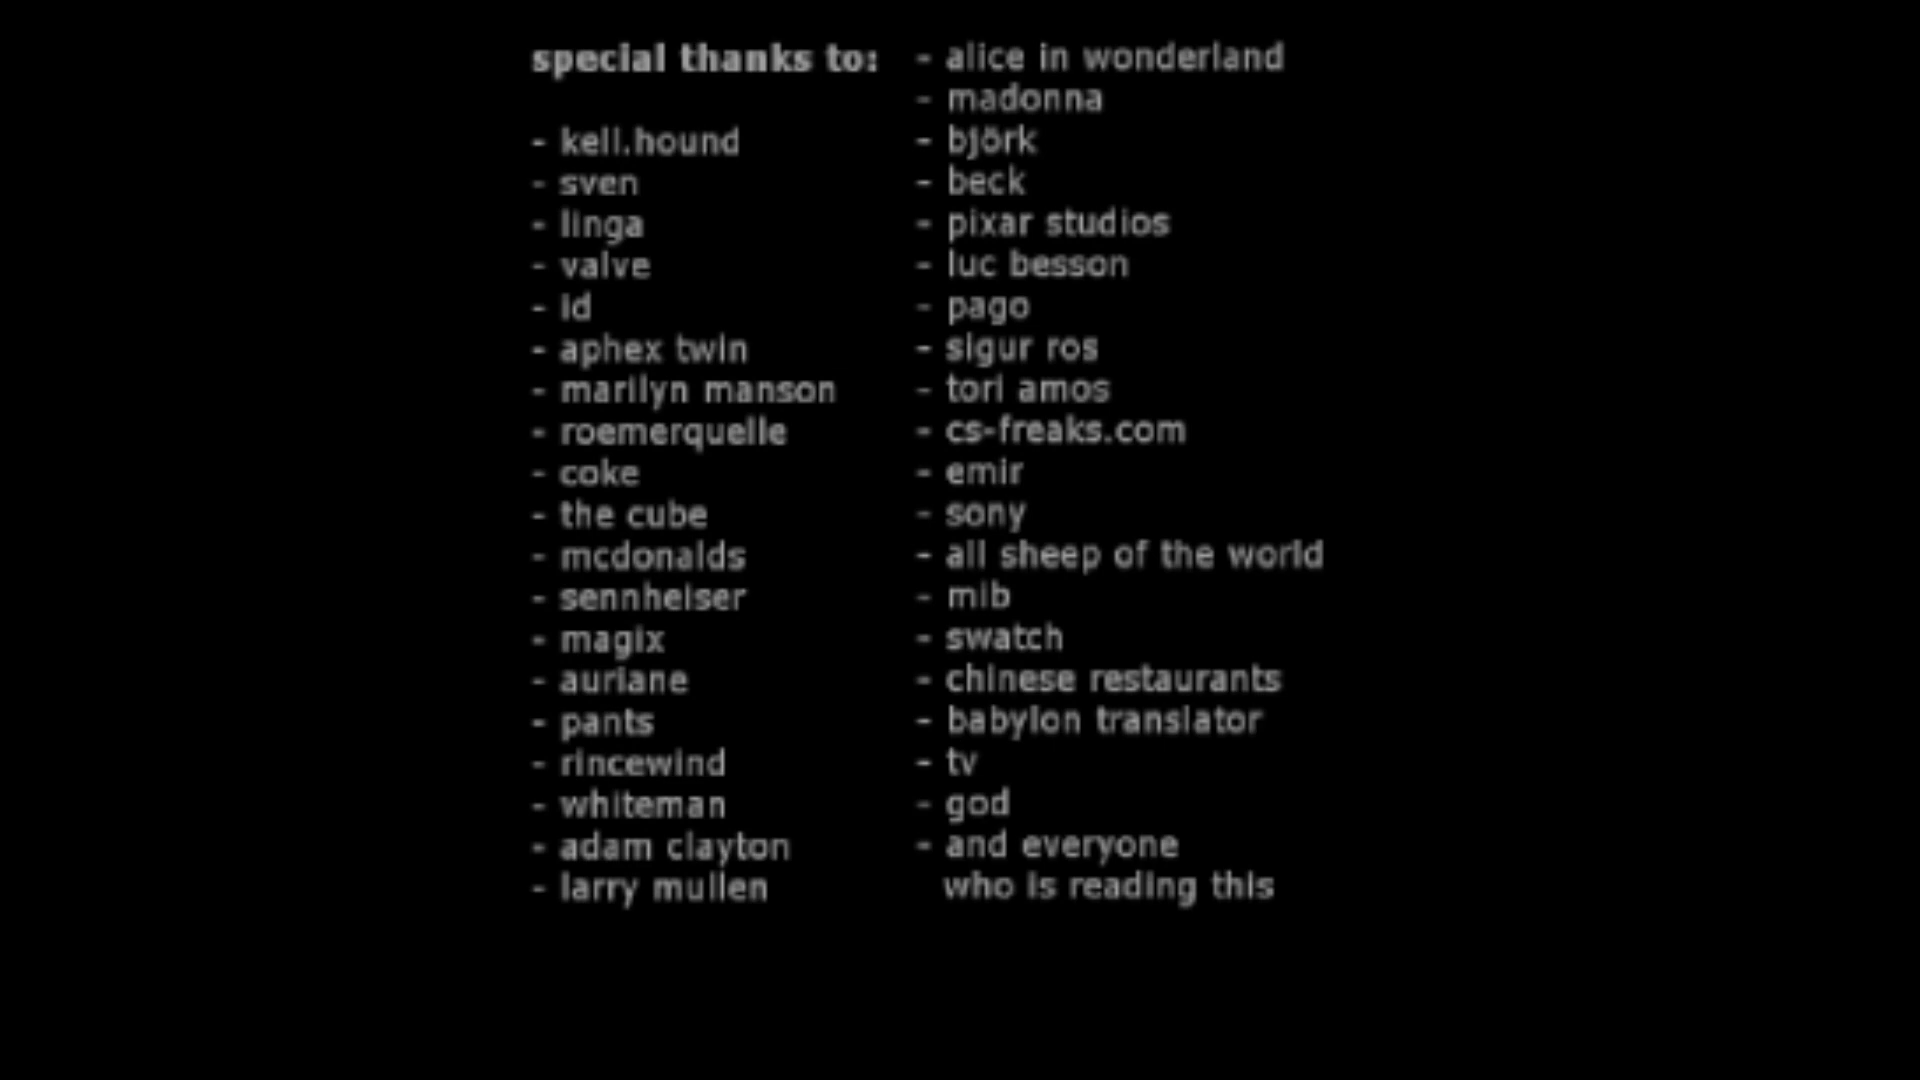 special thanks to:
- kell.hound
- sven
- linga
- valve
- id
- aphex twin
- marilyn manson
- roemerquelle
- coke
- the cube
- mcdonalds
- sennheiser
- magix
- auriane
- pants
- rincewind
- whiteman
- adam clayton
- larry mullen
- alice in wonderland
- madonna
- björk
- beck
- pixar studios
- luc besson
- pago
- sigur ros
- tori amos
- cs-freaks.com
- emir
- sony
- all sheep of the world
- mib
- swatch
- chinese restaurants
- babylon translator
- tv
- god
- and everyone
who is reading this